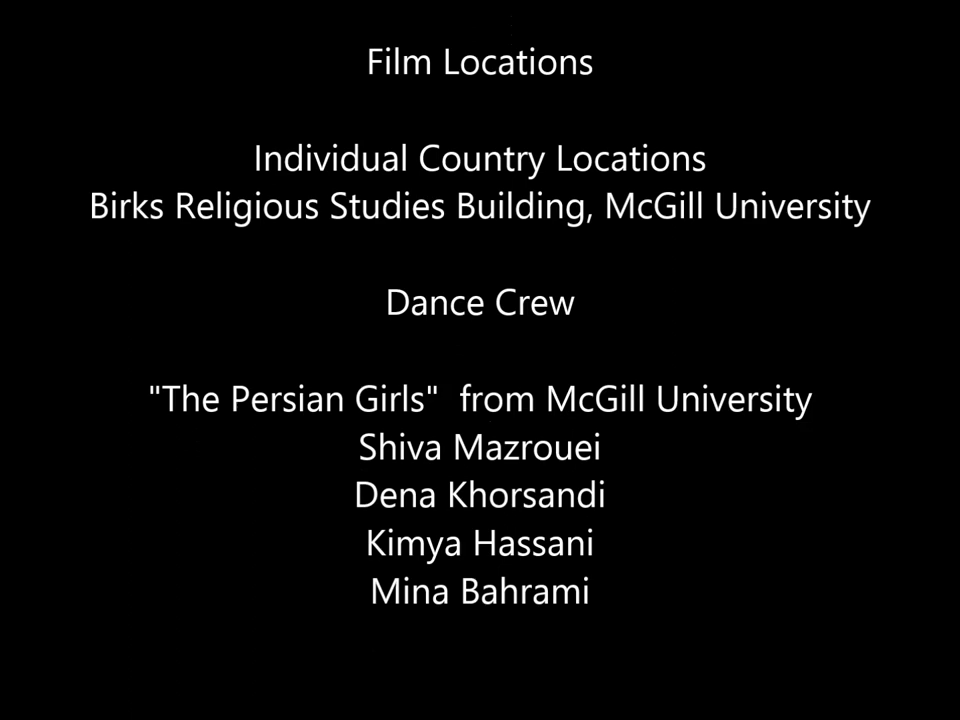 Film Locations
Individual Country Locations
Birks Religious Studies Building, McGill University
Dance Crew
"The Persian Girls"  from McGill University
Shiva Mazrouei
Dena Khorsandi
Kimya Hassani
Mina Bahrami